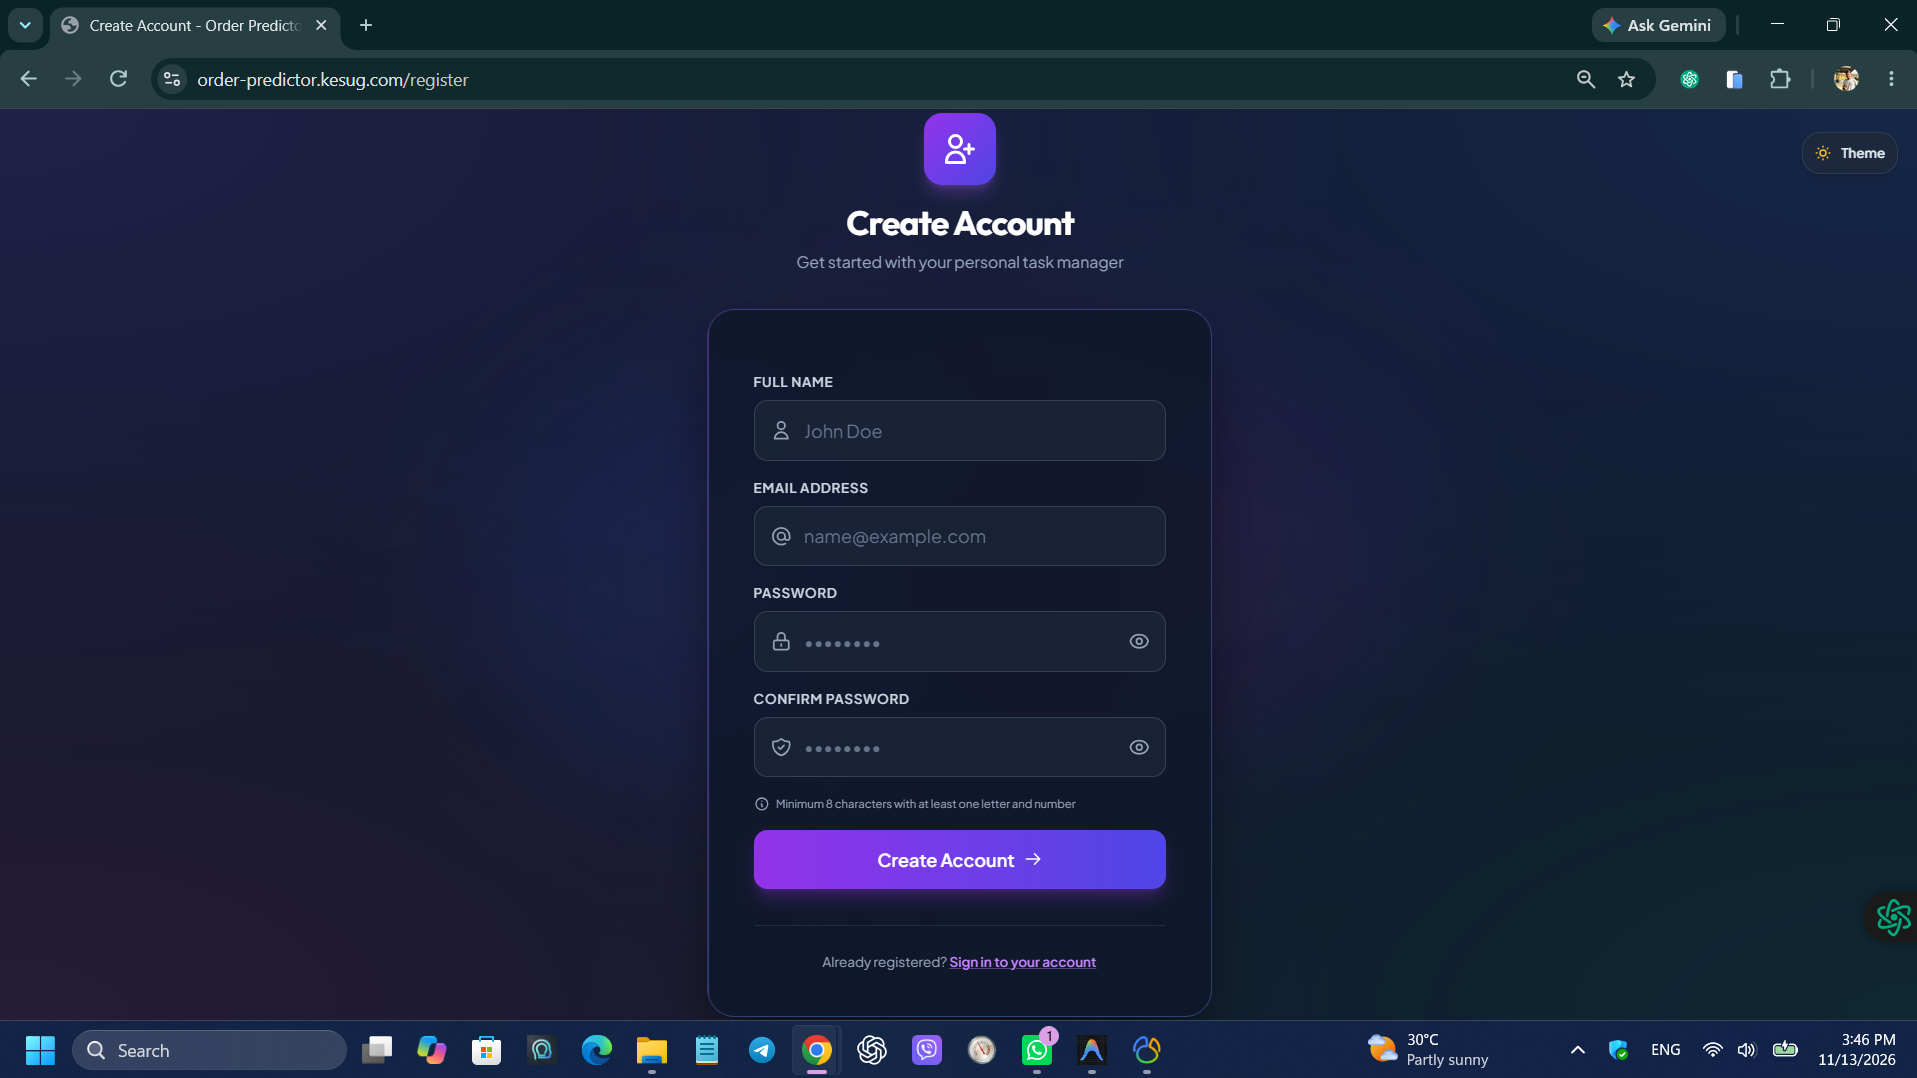 Create Account - Order Predicto
Ask Gemini
order-predictor.kesug.com/register
Theme
Create Account
Get started with your personal task manager
FULL NAME
John Doe
EMAIL ADDRESS
name@example.com
PASSWORD
CONFIRM PASSWORD
Minimum 8 characters with at least one letter and number
Create Account →
Already registered? Sign in to your account
Search
1
30°C
Partly sunny
ENG
3:46 PM
11/13/2026